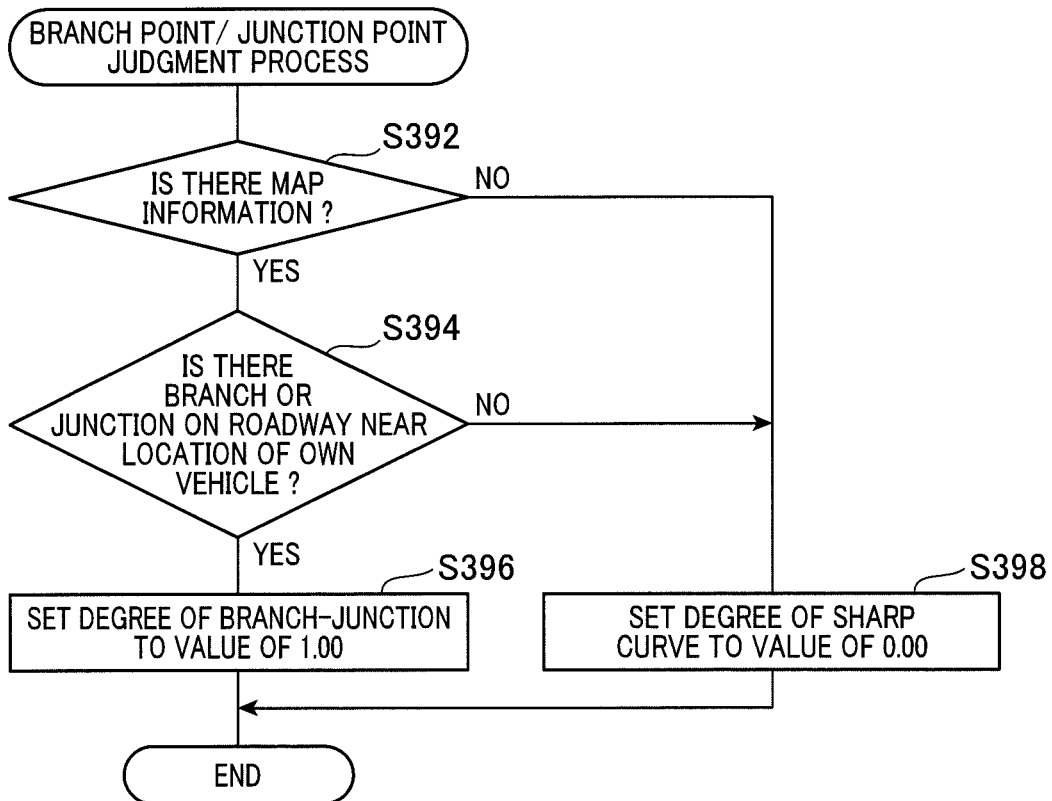 BRANCH POINT/ JUNCTION POINT
JUDGMENT PROCESS
S392
IS THERE MAP
INFORMATION ?
NO
YES
S394
IS THERE
BRANCH OR
JUNCTION ON ROADWAY NEAR
LOCATION OF OWN
VEHICLE ?
NO
YES
S396
SET DEGREE OF BRANCH-JUNCTION
TO VALUE OF 1.00
S398
SET DEGREE OF SHARP
CURVE TO VALUE OF 0.00
END